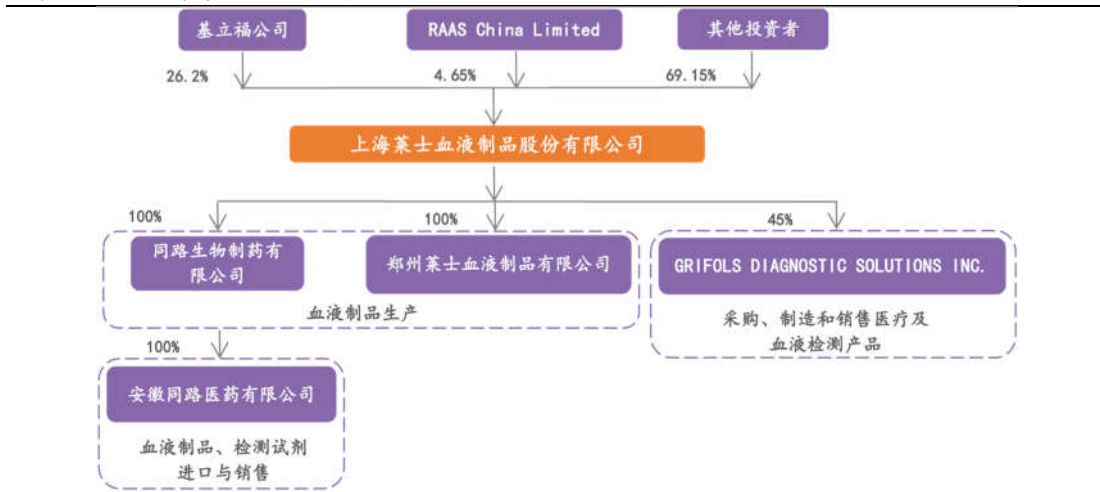 基立福公司
RAAS China Limited
其他投资者
26.2%
4.65%
69.15%
上海莱士血液制品股份有限公司
100%
100%
45%
同路生物制药有
限公司
郑州莱士血液制品有限公司
GRIFOLS DIAGNOSTIC SOLUTIONS INC.
血液制品生产
采购、制造和销售医疗及
血液检测产品
100%
安徽同路医药有限公司
血液制品、检测试剂
进口与销售